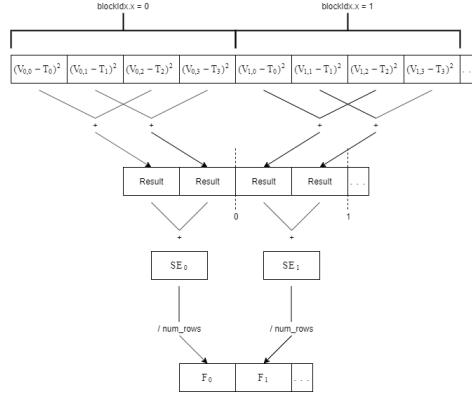 blockIdx.x = 0 blockIdx.x = 1
(V₀,₀ − T₀)² (V₀,₁ − T₁)² (V₀,₂ − T₂)² (V₀,₃ − T₃)² (V₁,₀ − T₀)² (V₁,₁ − T₁)² (V₁,₂ − T₂)² (V₁,₃ − T₃)² . . .
+ + + +
Result Result Result Result . . .
0 1
+ +
SE₀ SE₁
/ num_rows / num_rows
F₀ F₁ . . .